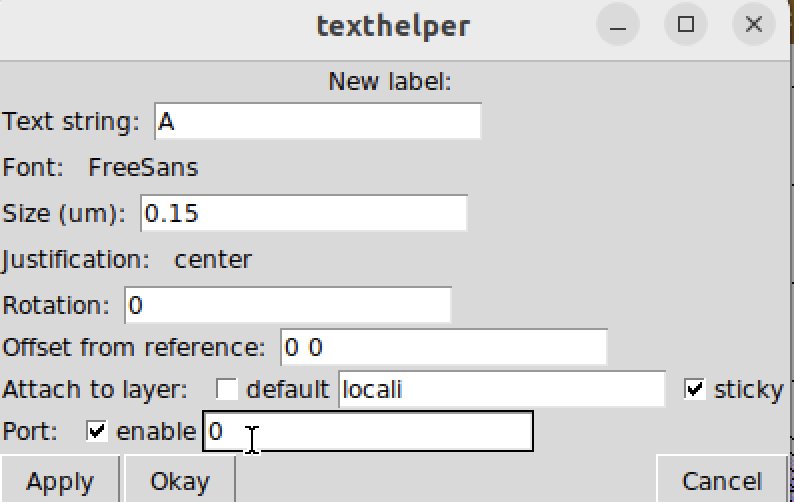 texthelper
New label:
Text string: A
Font: FreeSans
Size (um): 0.15
Justification: center
Rotation: 0
Offset from reference: 0 0
Attach to layer: default locali sticky
Port: enable 0
Apply Okay Cancel